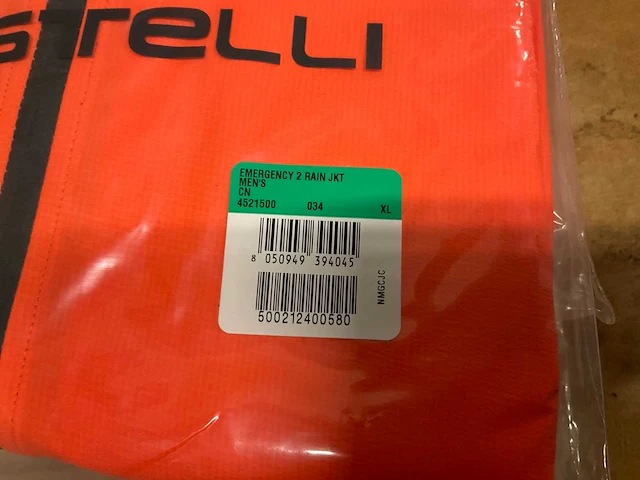 STELLI
EMERGENCY 2 RAIN JKT
MEN'S
CN
4521500 034 XL
8 050949 394045
NMGCJC
500212400580